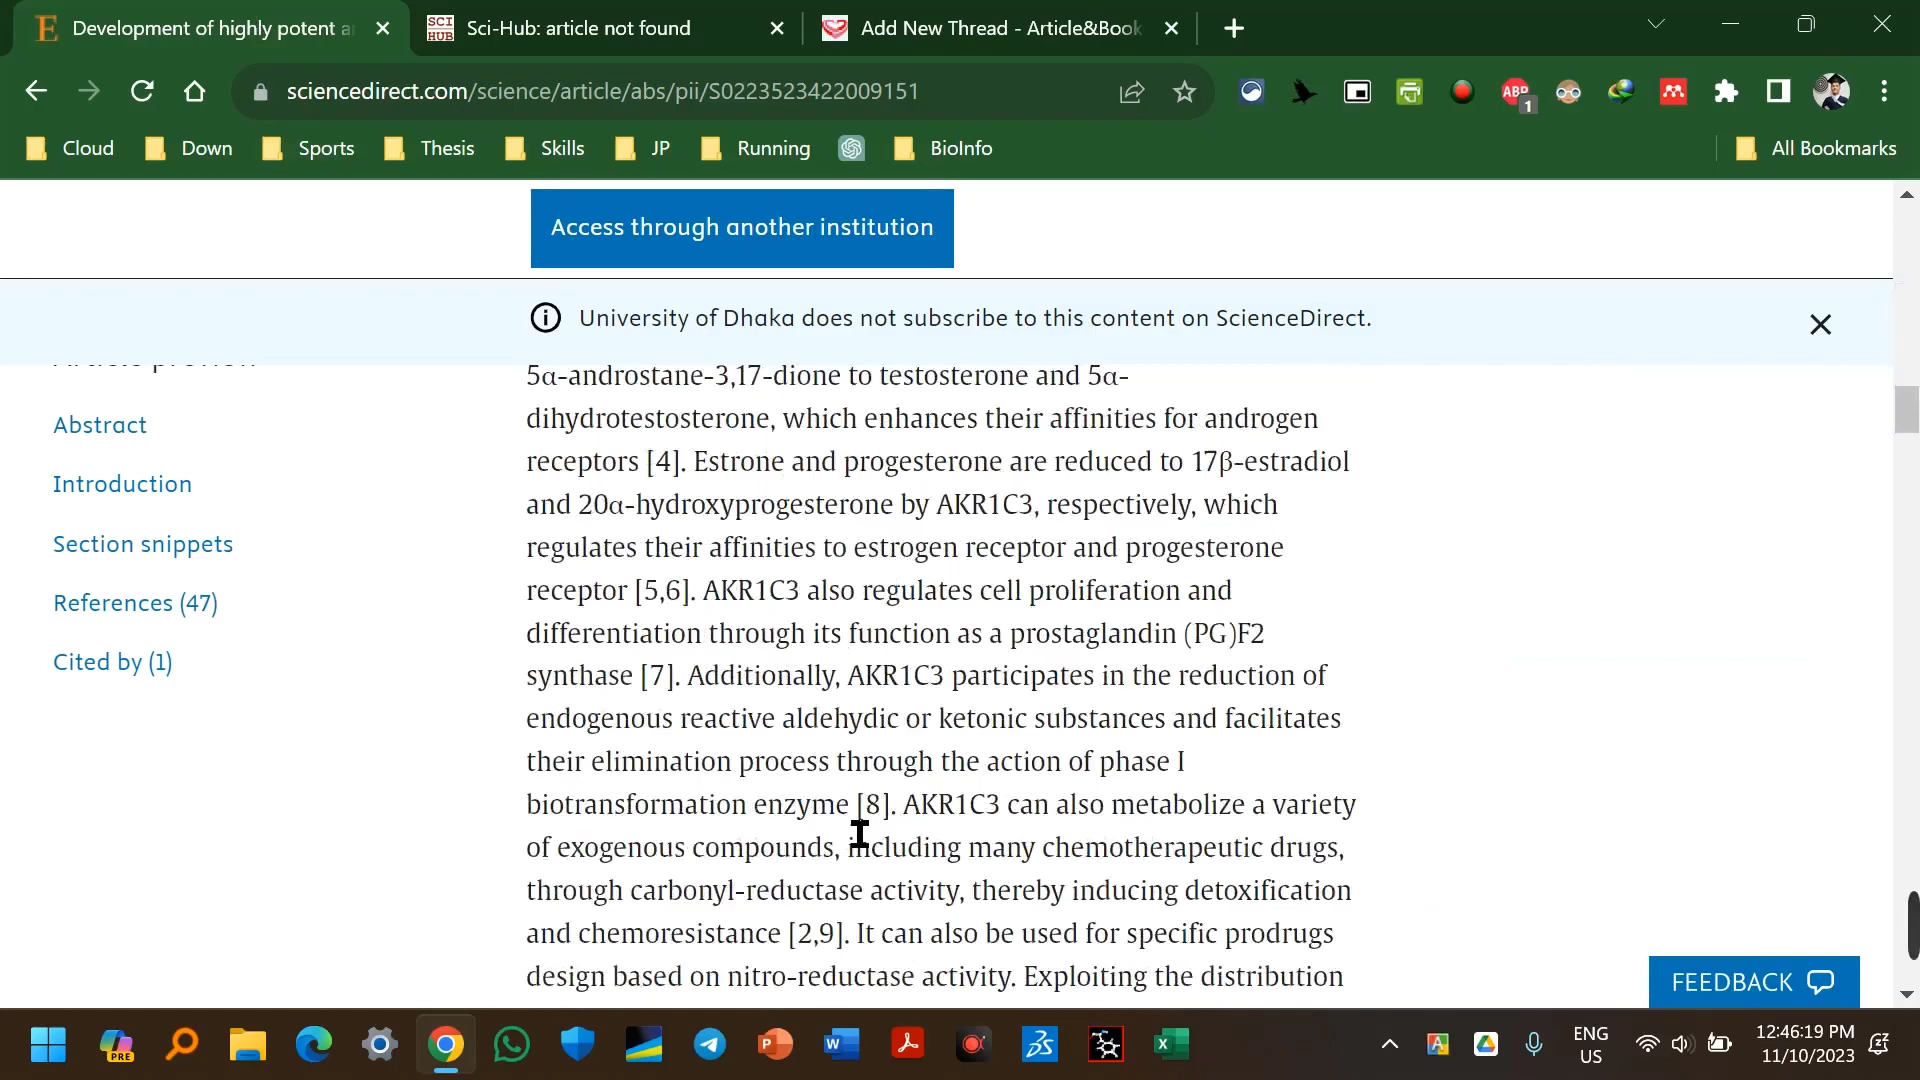 Development of highly potent a
Sci-Hub: article not found
Add New Thread - Article&Book
sciencedirect.com/science/article/abs/pii/S0223523422009151
Cloud
Down
Sports
Thesis
Skills
JP
Running
BioInfo
All Bookmarks
Access through another institution
University of Dhaka does not subscribe to this content on ScienceDirect.
Abstract
Introduction
Section snippets
References (47)
Cited by (1)
5α-androstane-3,17-dione to testosterone and 5α-
dihydrotestosterone, which enhances their affinities for androgen
receptors [4]. Estrone and progesterone are reduced to 17β-estradiol
and 20α-hydroxyprogesterone by AKR1C3, respectively, which
regulates their affinities to estrogen receptor and progesterone
receptor [5,6]. AKR1C3 also regulates cell proliferation and
differentiation through its function as a prostaglandin (PG)F2
synthase [7]. Additionally, AKR1C3 participates in the reduction of
endogenous reactive aldehydic or ketonic substances and facilitates
their elimination process through the action of phase I
biotransformation enzyme [8]. AKR1C3 can also metabolize a variety
of exogenous compounds, including many chemotherapeutic drugs,
through carbonyl-reductase activity, thereby inducing detoxification
and chemoresistance [2,9]. It can also be used for specific prodrugs
design based on nitro-reductase activity. Exploiting the distribution
FEEDBACK
ENG
US
12:46:19 PM
11/10/2023
SCI
HUB
ABP
1
PRE